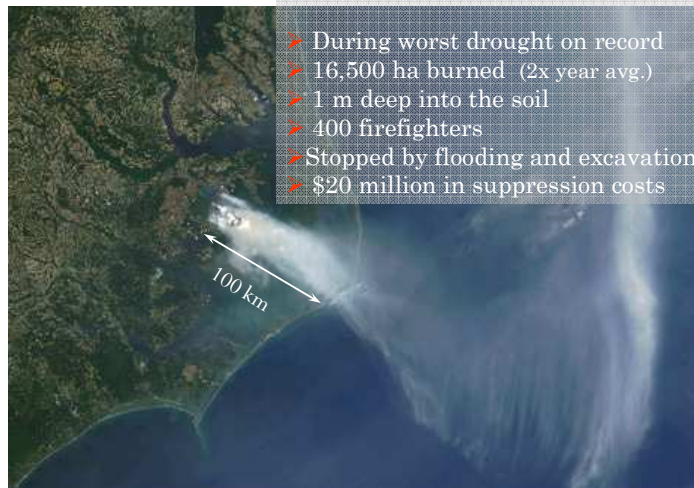 ➢ During worst drought on record
➢ 16,500 ha burned (2x year avg.)
➢ 1 m deep into the soil
➢ 400 firefighters
➢Stopped by flooding and excavation
➢ $20 million in suppression costs
100 km